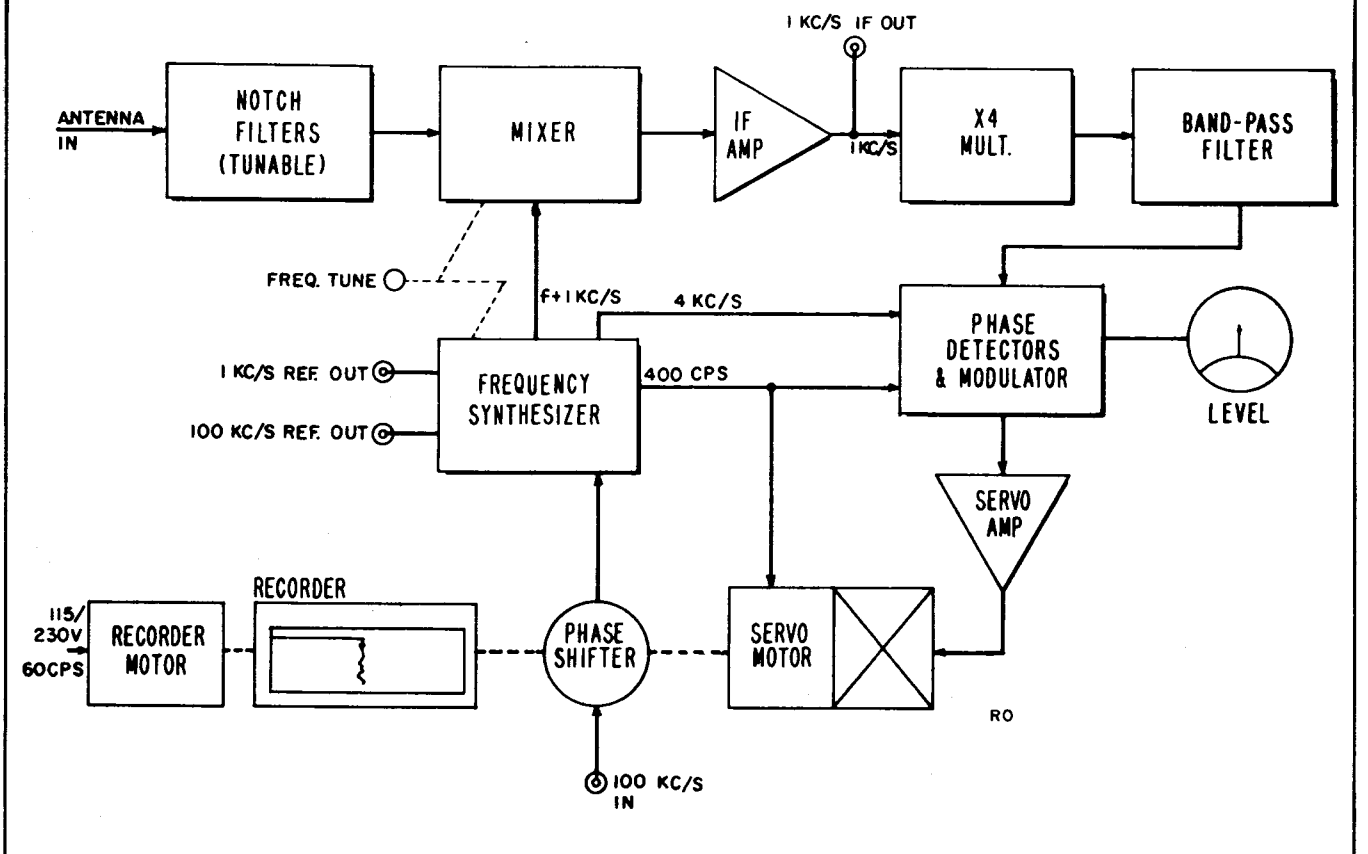 1 KC/S IF OUT
ANTENNA
IN
NOTCH
FILTERS
(TUNABLE)
MIXER
IF
AMP
1KC/S
X4
MULT.
BAND-PASS
FILTER
FREQ. TUNE
f+1KC/S
4 KC/S
PHASE
DETECTORS
& MODULATOR
LEVEL
1 KC/S REF. OUT
100 KC/S REF. OUT
FREQUENCY
SYNTHESIZER
400 CPS
SERVO
AMP
115/
230V
60CPS
RECORDER
MOTOR
RECORDER
PHASE
SHIFTER
SERVO
MOTOR
RO
100 KC/S
IN